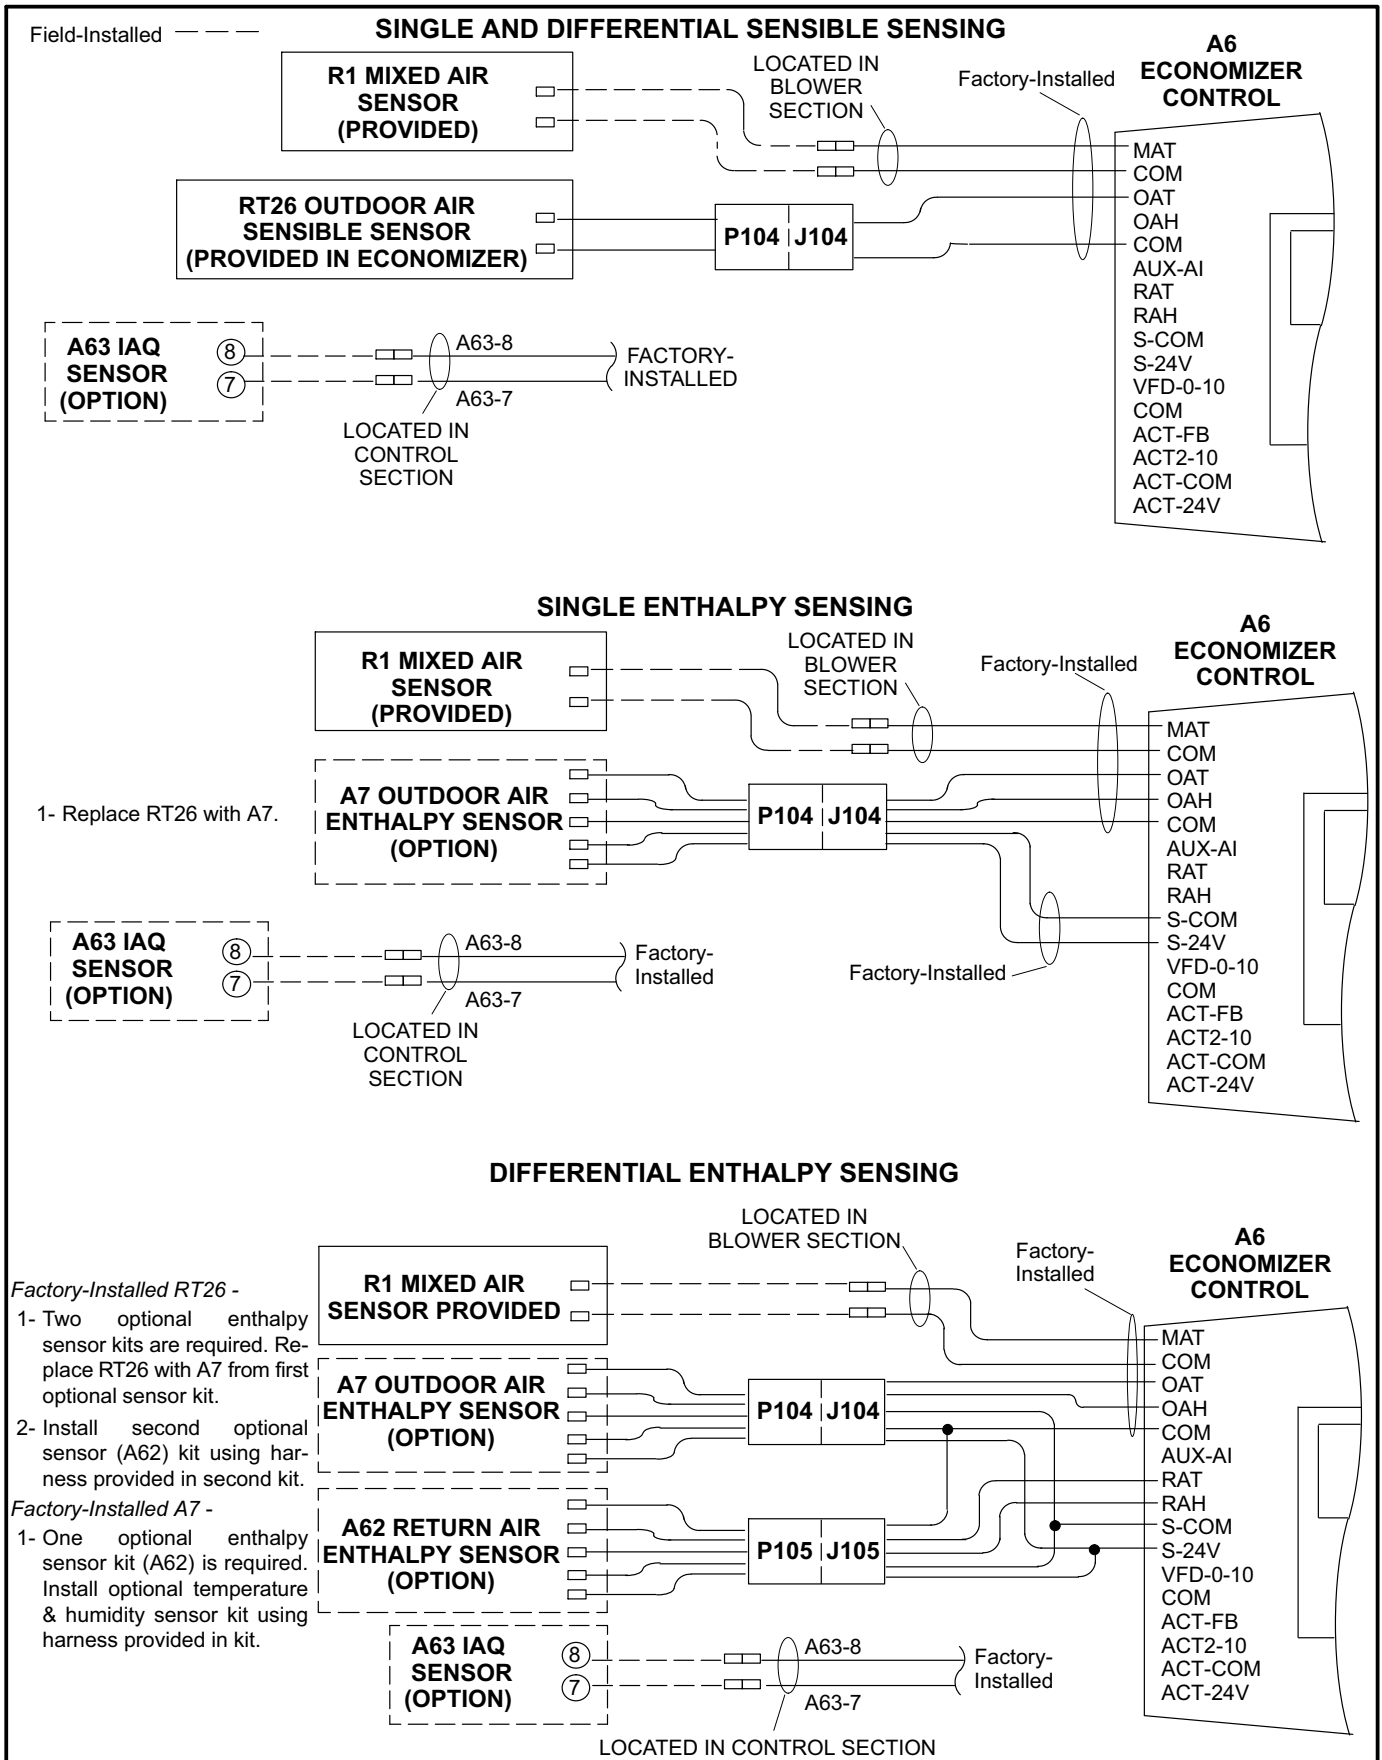 SINGLE AND DIFFERENTIAL SENSIBLE SENSING
Field-Installed
R1 MIXED AIR
SENSOR
(PROVIDED)
LOCATED IN
BLOWER
SECTION
Factory-Installed
A6
ECONOMIZER
CONTROL
RT26 OUTDOOR AIR
SENSIBLE SENSOR
(PROVIDED IN ECONOMIZER)
P104 J104
MAT
COM
OAT
OAH
COM
AUX-AI
RAT
RAH
S-COM
S-24V
VFD-0-10
COM
ACT-FB
ACT2-10
ACT-COM
ACT-24V
A63 IAQ
SENSOR
(OPTION)
8
7
A63-8
A63-7
FACTORY-
INSTALLED
LOCATED IN
CONTROL
SECTION
SINGLE ENTHALPY SENSING
R1 MIXED AIR
SENSOR
(PROVIDED)
LOCATED IN
BLOWER
SECTION
Factory-Installed
A6
ECONOMIZER
CONTROL
1- Replace RT26 with A7.
A7 OUTDOOR AIR
ENTHALPY SENSOR
(OPTION)
P104 J104
MAT
COM
OAT
OAH
COM
AUX-AI
RAT
RAH
S-COM
S-24V
VFD-0-10
COM
ACT-FB
ACT2-10
ACT-COM
ACT-24V
Factory-Installed
A63 IAQ
SENSOR
(OPTION)
8
7
A63-8
A63-7
Factory-
Installed
LOCATED IN
CONTROL
SECTION
DIFFERENTIAL ENTHALPY SENSING
LOCATED IN
BLOWER SECTION
Factory-
Installed
A6
ECONOMIZER
CONTROL
R1 MIXED AIR
SENSOR PROVIDED
Factory-Installed RT26 -
1- Two optional enthalpy
sensor kits are required. Re-
place RT26 with A7 from first
optional sensor kit.
2- Install second optional
sensor (A62) kit using har-
ness provided in second kit.
Factory-Installed A7 -
1- One optional enthalpy
sensor kit (A62) is required.
Install optional temperature
& humidity sensor kit using
harness provided in kit.
A7 OUTDOOR AIR
ENTHALPY SENSOR
(OPTION)
P104 J104
A62 RETURN AIR
ENTHALPY SENSOR
(OPTION)
P105 J105
MAT
COM
OAT
OAH
COM
AUX-AI
RAT
RAH
S-COM
S-24V
VFD-0-10
COM
ACT-FB
ACT2-10
ACT-COM
ACT-24V
A63 IAQ
SENSOR
(OPTION)
8
7
A63-8
A63-7
Factory-
Installed
LOCATED IN CONTROL SECTION